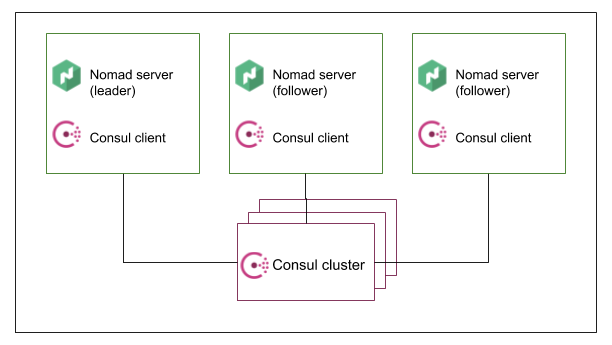 Nomad server
(leader)
Consul client
Nomad server
(follower)
Consul client
Nomad server
(follower)
Consul client
Consul cluster